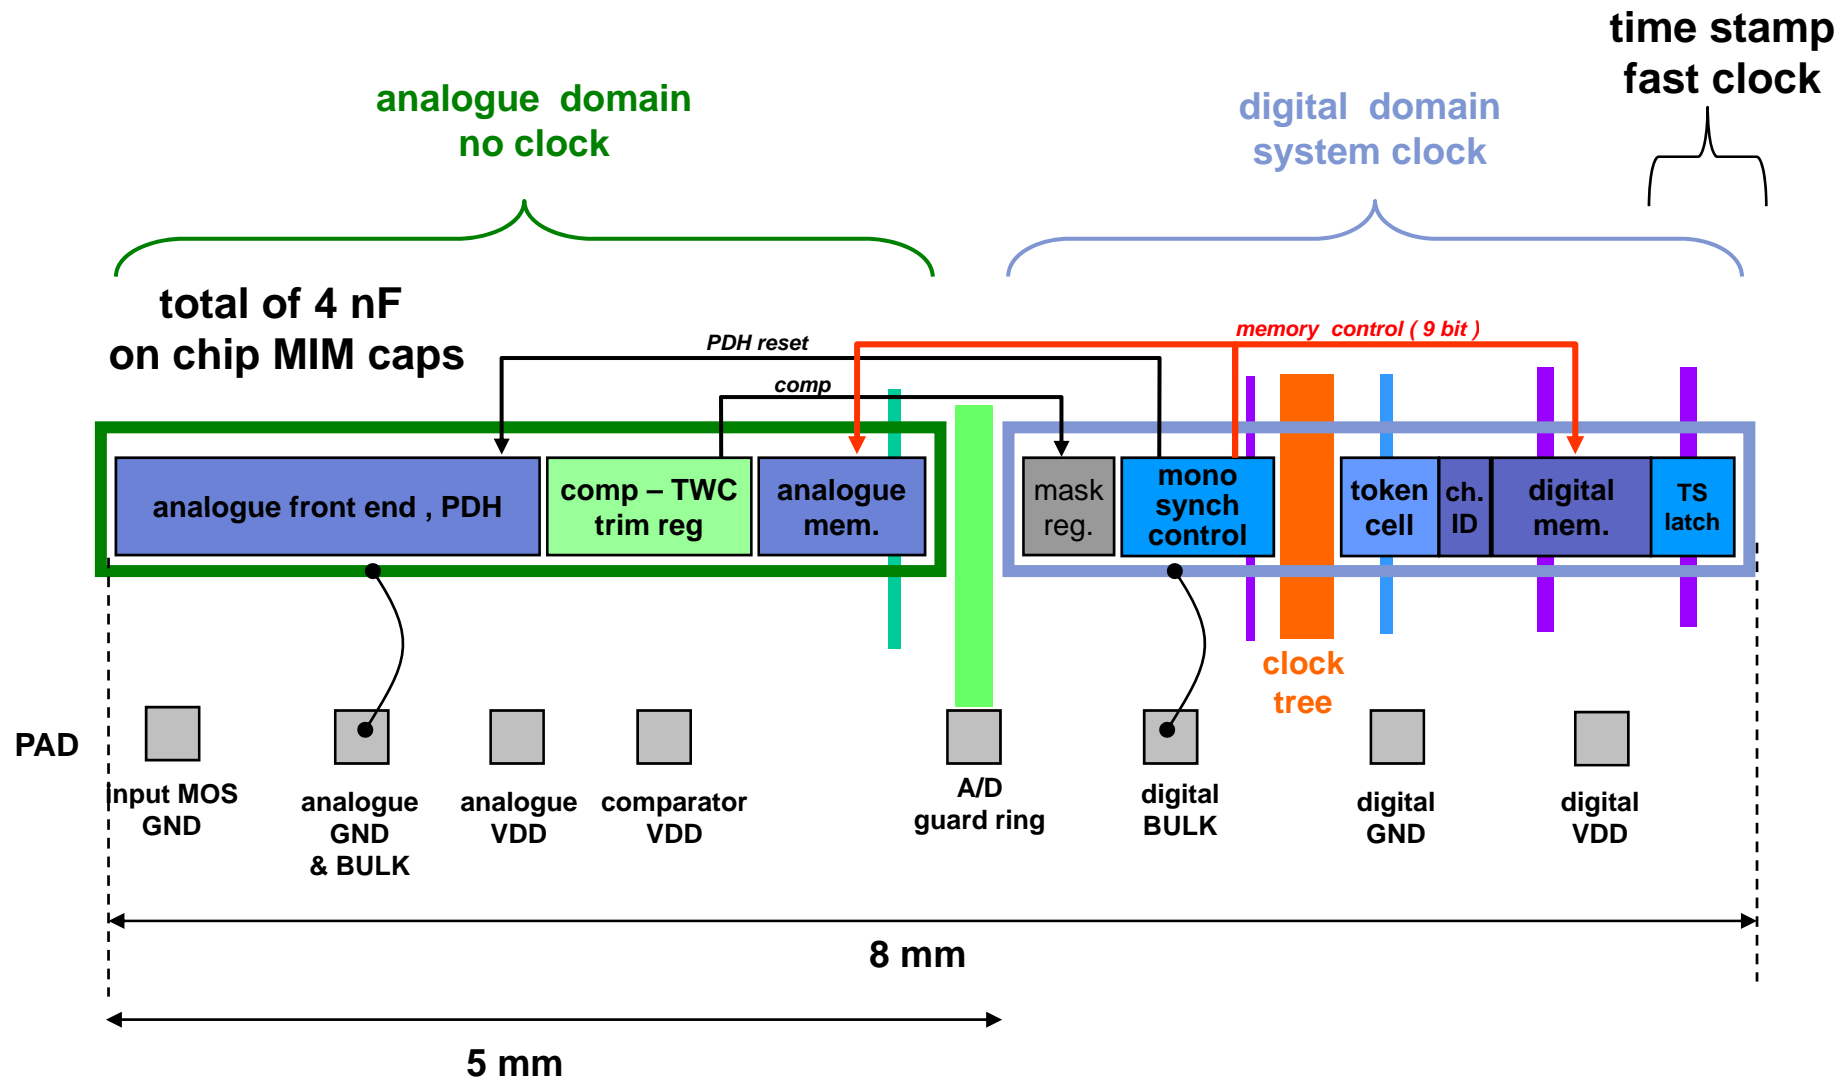 time stamp
fast clock
analogue domain
no clock
digital domain
system clock
total of 4 nF
on chip MIM caps
PDH reset
memory control ( 9 bit )
comp
analogue front end , PDH
comp – TWC
trim reg
analogue
mem.
mask
reg.
mono
synch
control
token
cell
ch.
ID
digital
mem.
TS
latch
clock
tree
PAD
input MOS
GND
analogue
GND
& BULK
analogue
VDD
comparator
VDD
A/D
guard ring
digital
BULK
digital
GND
digital
VDD
8 mm
5 mm